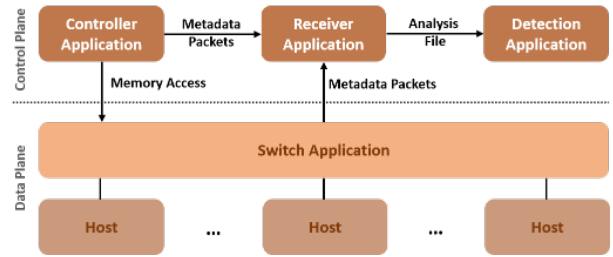 Control Plane
Controller
Application
Metadata
Packets
Receiver
Application
Analysis
File
Detection
Application
Memory Access
Metadata Packets
Data Plane
Switch Application
Host
...
Host
...
Host